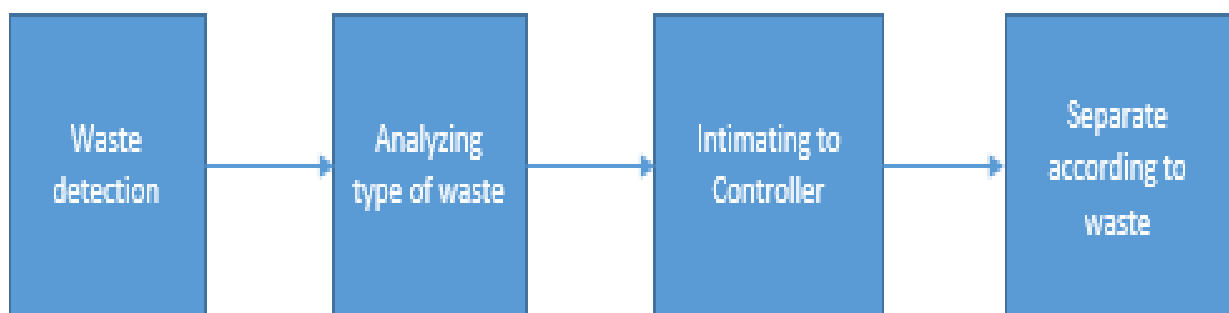 Waste
detection
Analyzing
type of waste
Intimating to
Controller
Separate
according to
waste